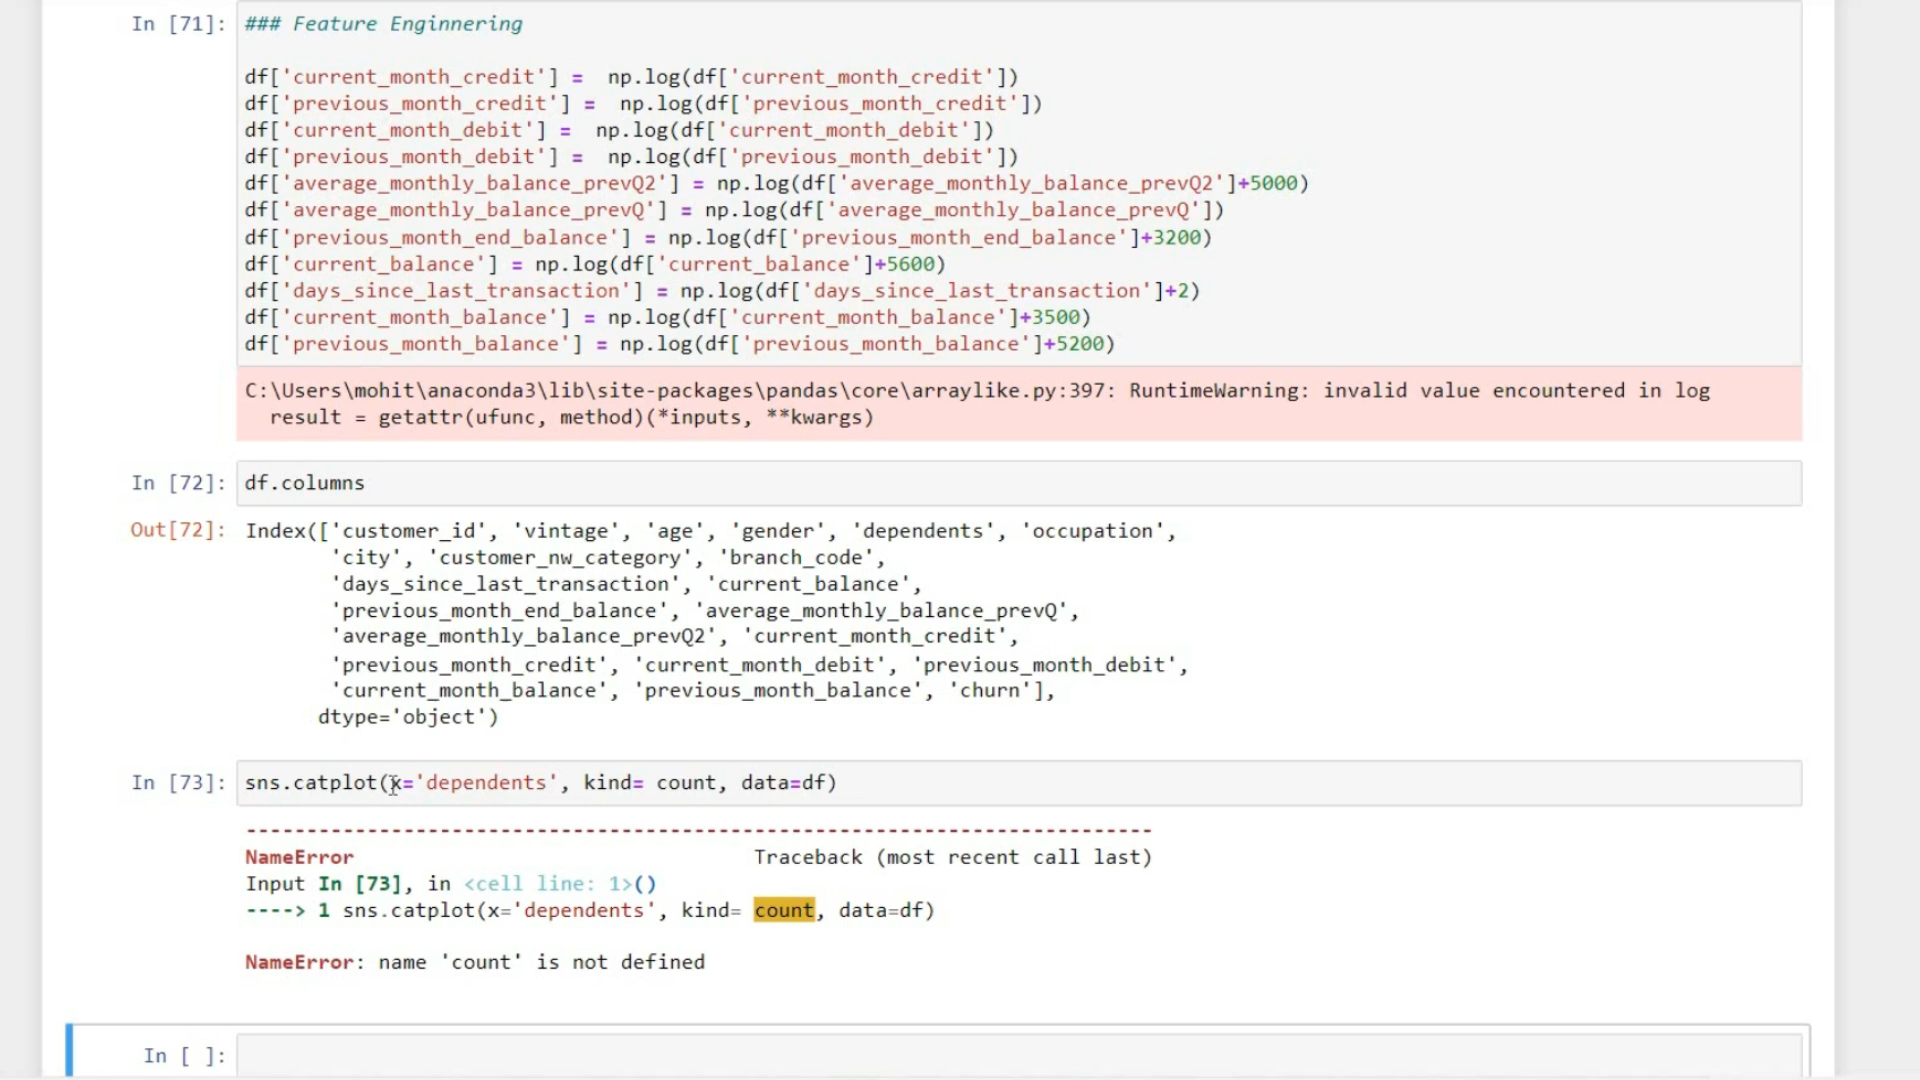 In [71]: ### Feature Enginnering
df['current_month_credit'] =  np.log(df['current_month_credit'])
df['previous_month_credit'] =  np.log(df['previous_month_credit'])
df['current_month_debit'] =  np.log(df['current_month_debit'])
df['previous_month_debit'] =  np.log(df['previous_month_debit'])
df['average_monthly_balance_prevQ2'] = np.log(df['average_monthly_balance_prevQ2']+5000)
df['average_monthly_balance_prevQ'] = np.log(df['average_monthly_balance_prevQ'])
df['previous_month_end_balance'] = np.log(df['previous_month_end_balance']+3200)
df['current_balance'] = np.log(df['current_balance']+5600)
df['days_since_last_transaction'] = np.log(df['days_since_last_transaction']+2)
df['current_month_balance'] = np.log(df['current_month_balance']+3500)
df['previous_month_balance'] = np.log(df['previous_month_balance']+5200)
C:\Users\mohit\anaconda3\lib\site-packages\pandas\core\arraylike.py:397: RuntimeWarning: invalid value encountered in log
result = getattr(ufunc, method)(*inputs, **kwargs)
In [72]: df.columns
Out[72]: Index(['customer_id', 'vintage', 'age', 'gender', 'dependents', 'occupation',
'city', 'customer_nw_category', 'branch_code',
'days_since_last_transaction', 'current_balance',
'previous_month_end_balance', 'average_monthly_balance_prevQ',
'average_monthly_balance_prevQ2', 'current_month_credit',
'previous_month_credit', 'current_month_debit', 'previous_month_debit',
'current_month_balance', 'previous_month_balance', 'churn'],
dtype='object')
In [73]: sns.catplot(x='dependents', kind= count, data=df)
---------------------------------------------------------------------------
NameError                                 Traceback (most recent call last)
Input In [73], in <cell line: 1>()
----> 1 sns.catplot(x='dependents', kind= count, data=df)
NameError: name 'count' is not defined
In [ ]: